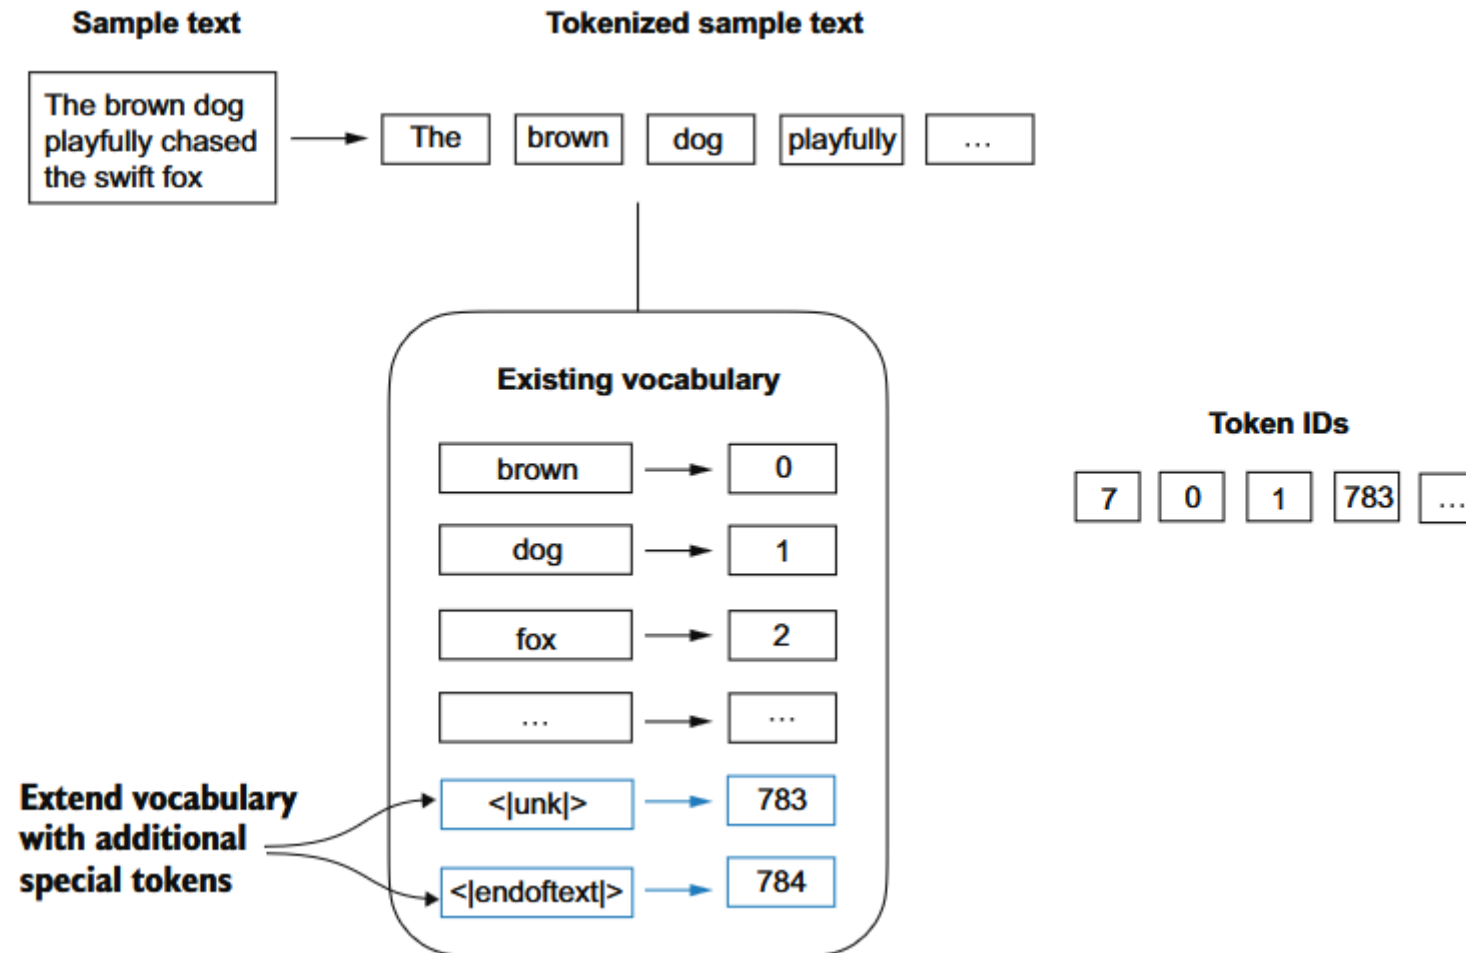 Sample text
Tokenized sample text
The brown dog
playfully chased
the swift fox
The brown dog playfully ...
Existing vocabulary
brown 0
dog 1
fox 2
... ...
<|unk|> 783
<|endoftext|> 784
Token IDs
7 0 1 783 ...
Extend vocabulary
with additional
special tokens